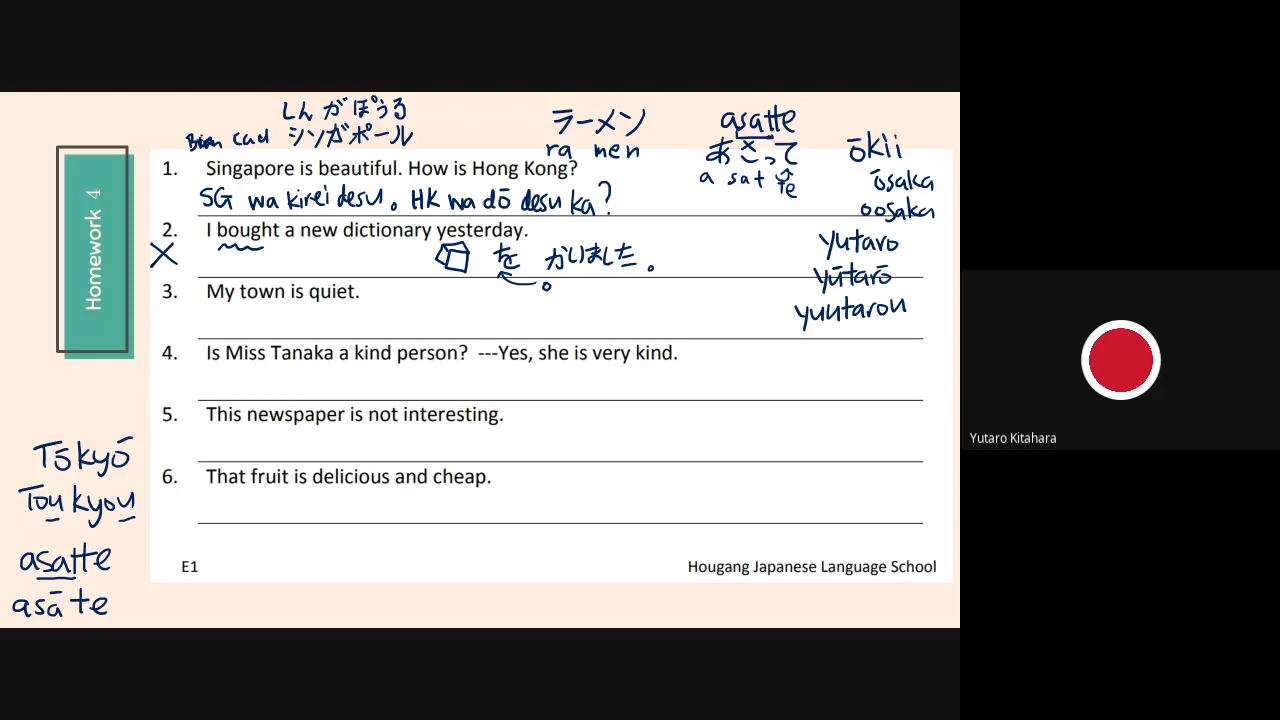 しんがぽうる
Cad シンガポール
ラーメン
ra men
asatte
あさって
a sat te
ōkii
ōsaka
oosaka
yutaro
yūtarō
yuutarou
Homework 4
1. Singapore is beautiful. How is Hong Kong?
SG wa kirei desu。 HK wa dō desu ka?
2. I bought a new dictionary yesterday.
X を かいました。
3. My town is quiet.
4. Is Miss Tanaka a kind person? ---Yes, she is very kind.
5. This newspaper is not interesting.
6. That fruit is delicious and cheap.
Tōkyō
Toukyou
asatte
asāte
E1
Hougang Japanese Language School
Yutaro Kitahara